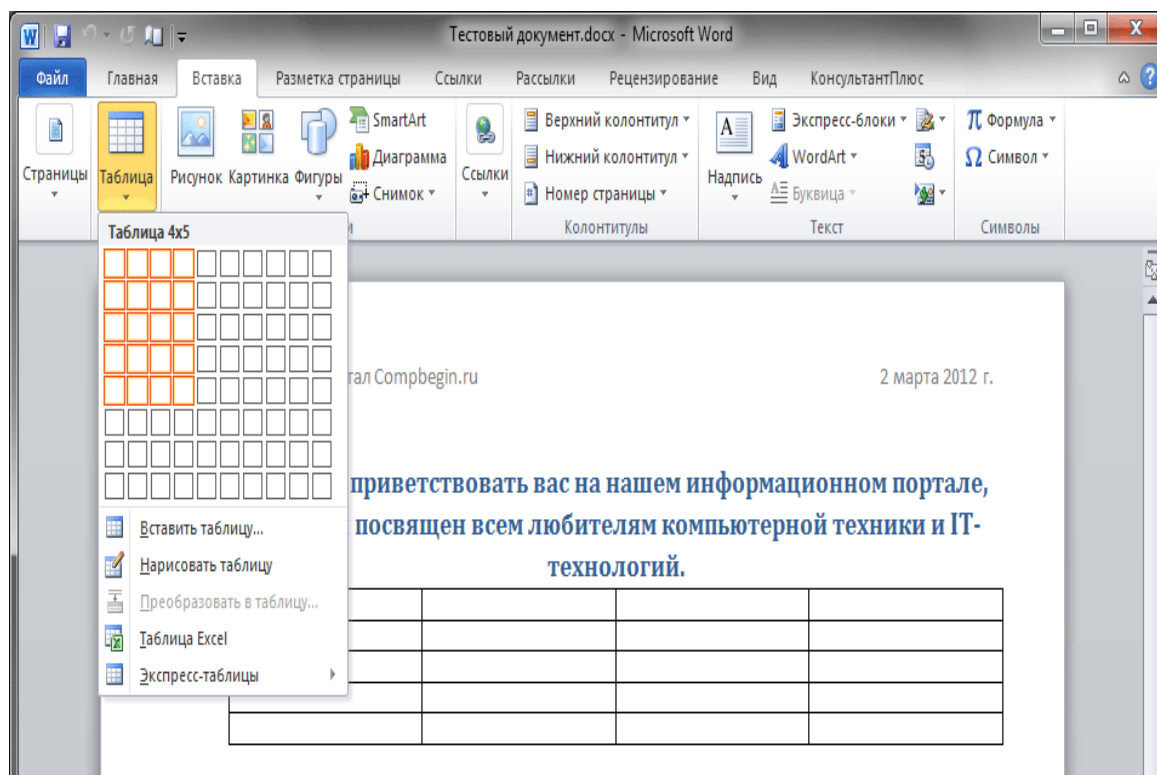 Тестовый документ.docx - Microsoft Word
Файл Главная Вставка Разметка страницы Ссылки Рассылки Рецензирование Вид КонсультантПлюс
Страницы
Таблица
Рисунок Картинка Фигуры
SmartArt
Диаграмма
Снимок
Ссылки
Верхний колонтитул
Нижний колонтитул
Номер страницы
Колонтитулы
Надпись
Экспресс-блоки
WordArt
Буквица
Текст
π Формула
Ω Символ
Символы
Таблица 4x5
Вставить таблицу...
Нарисовать таблицу
Преобразовать в таблицу...
Таблица Excel
Экспресс-таблицы
Compbegin.ru 2 марта 2012 г.
приветствовать вас на нашем информационном портале,
посвящен всем любителям компьютерной техники и IT-
технологий.